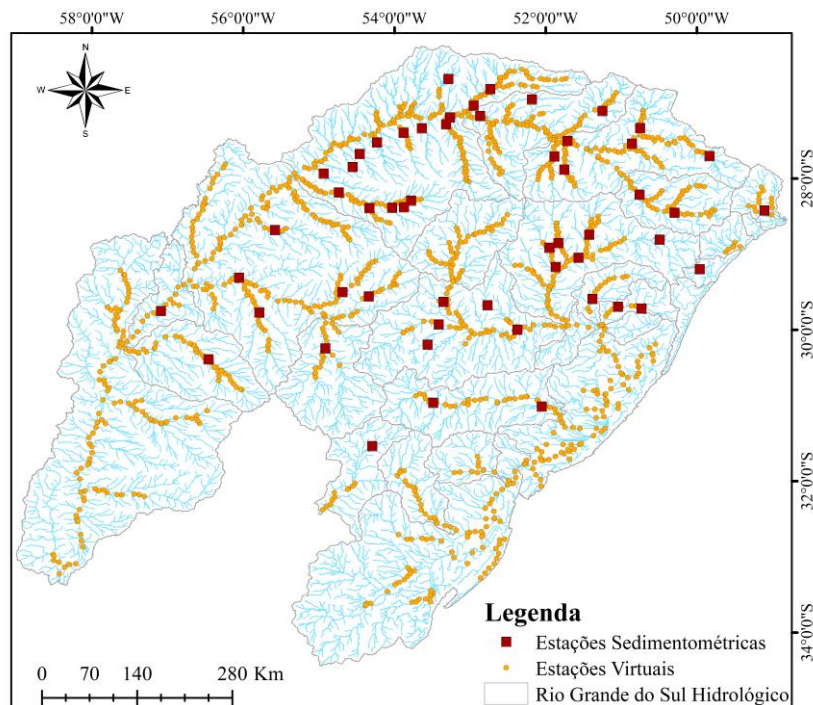 58°0'0"W 56°0'0"W 54°0'0"W 52°0'0"W 50°0'0"W
N
W E
S
28°0'0"S
30°0'0"S
32°0'0"S
34°0'0"S
Legenda
Estações Sedimentométricas
Estações Virtuais
Rio Grande do Sul Hidrológico
0 70 140 280 Km